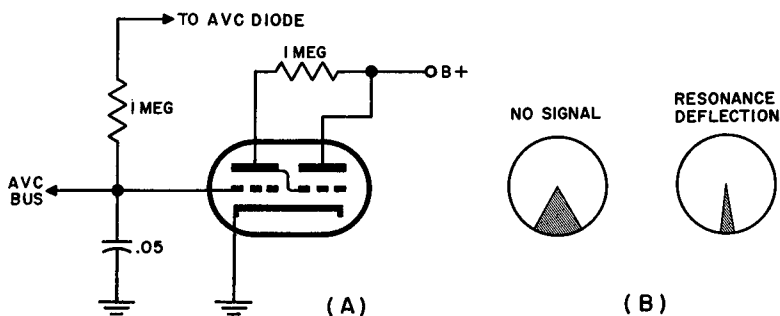 TO AVC DIODE
1 MEG
B+
1 MEG
AVC
BUS
.05
(A)
NO SIGNAL
RESONANCE
DEFLECTION
(B)